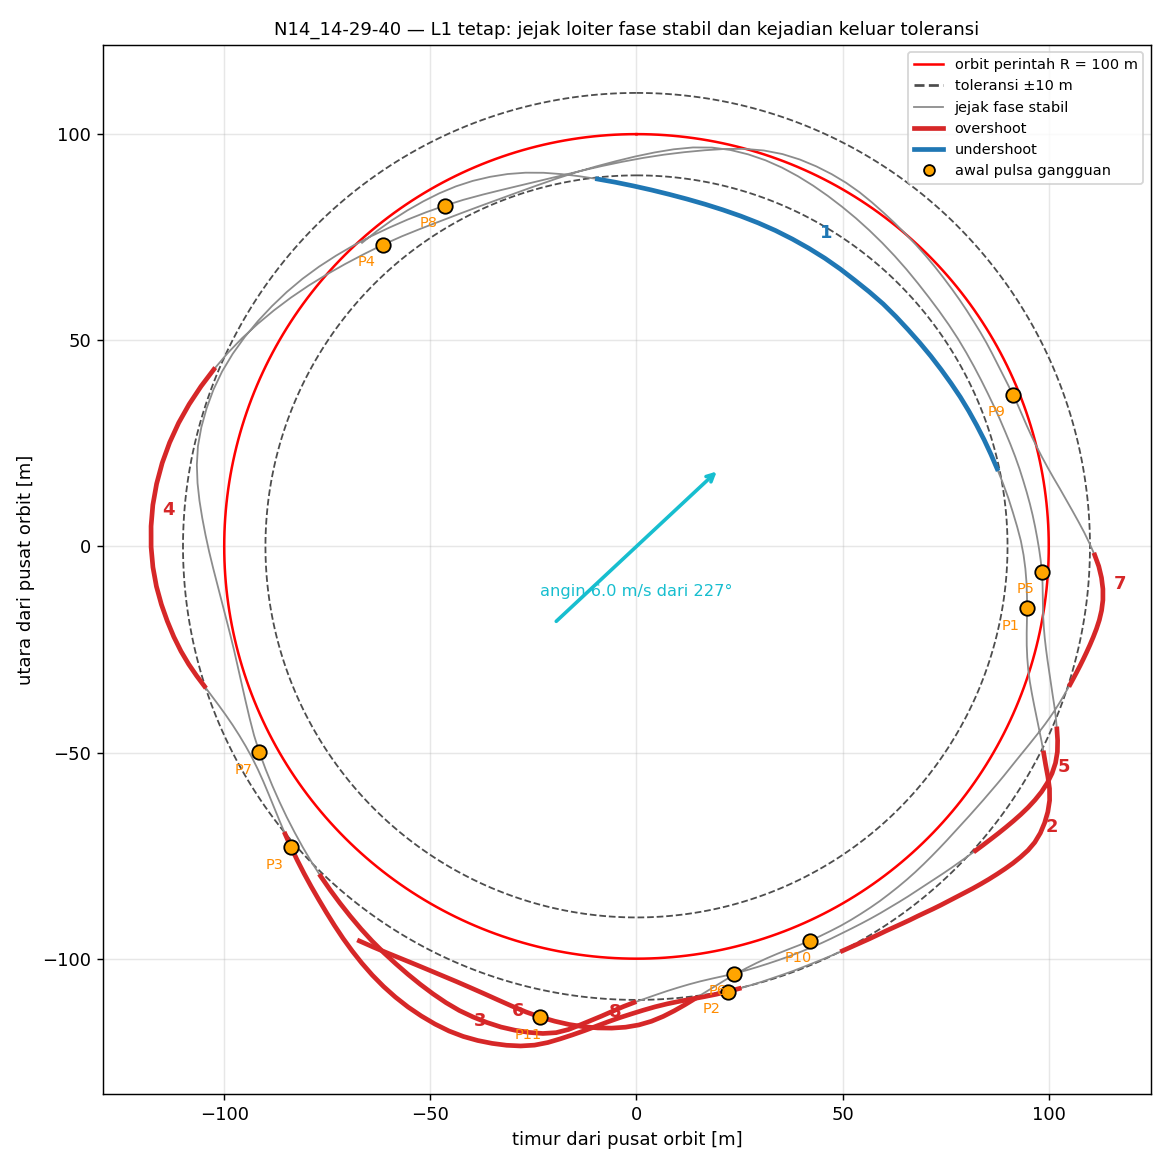 N14_14-29-40 — L1 tetap: jejak loiter fase stabil dan kejadian keluar toleransi
orbit perintah R = 100 m
toleransi ±10 m
jejak fase stabil
overshoot
undershoot
awal pulsa gangguan
100
50
0
−50
−100
utara dari pusat orbit [m]
P8
P4
1
P9
4
7
angin 6.0 m/s dari 227°
P5
P1
5
P7
2
P3
P10
P2
6
8
3
P11
−100
−50
0
50
100
timur dari pusat orbit [m]